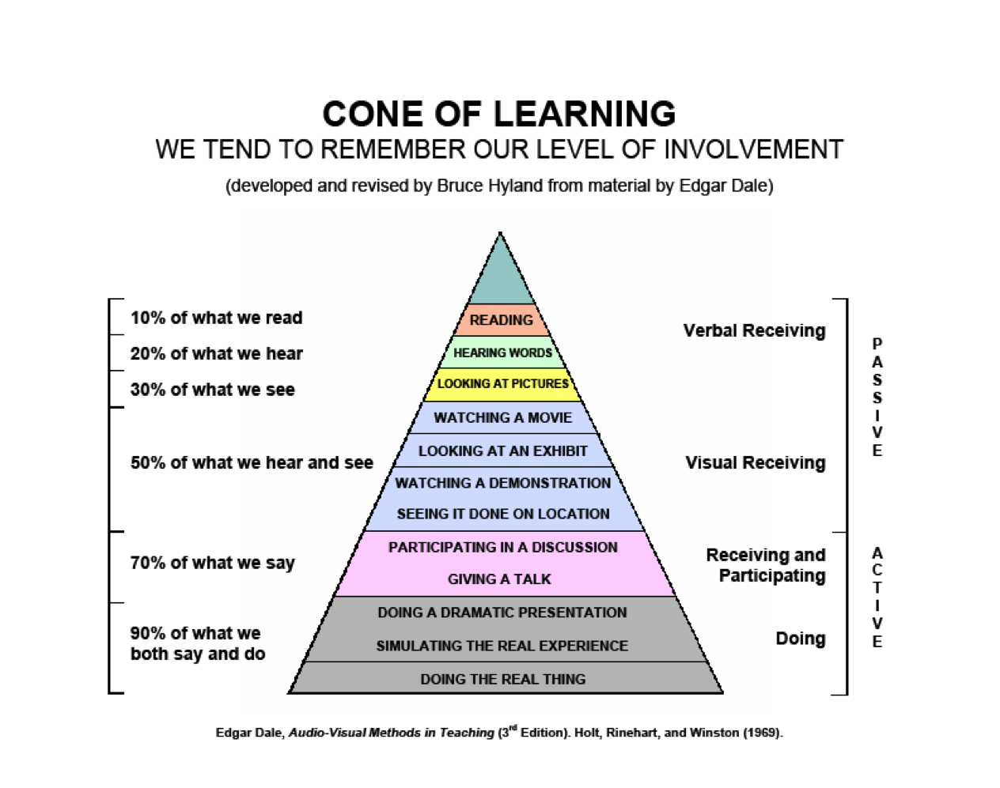 CONE OF LEARNING
WE TEND TO REMEMBER OUR LEVEL OF INVOLVEMENT
(developed and revised by Bruce Hyland from material by Edgar Dale)
10% of what we read
20% of what we hear
30% of what we see
50% of what we hear and see
70% of what we say
90% of what we
both say and do
READING
HEARING WORDS
LOOKING AT PICTURES
WATCHING A MOVIE
LOOKING AT AN EXHIBIT
WATCHING A DEMONSTRATION
SEEING IT DONE ON LOCATION
PARTICIPATING IN A DISCUSSION
GIVING A TALK
DOING A DRAMATIC PRESENTATION
SIMULATING THE REAL EXPERIENCE
DOING THE REAL THING
Verbal Receiving
Visual Receiving
Receiving and
Participating
Doing
PASSIVE
ACTIVE
Edgar Dale, Audio-Visual Methods in Teaching (3rd Edition). Holt, Rinehart, and Winston (1969).